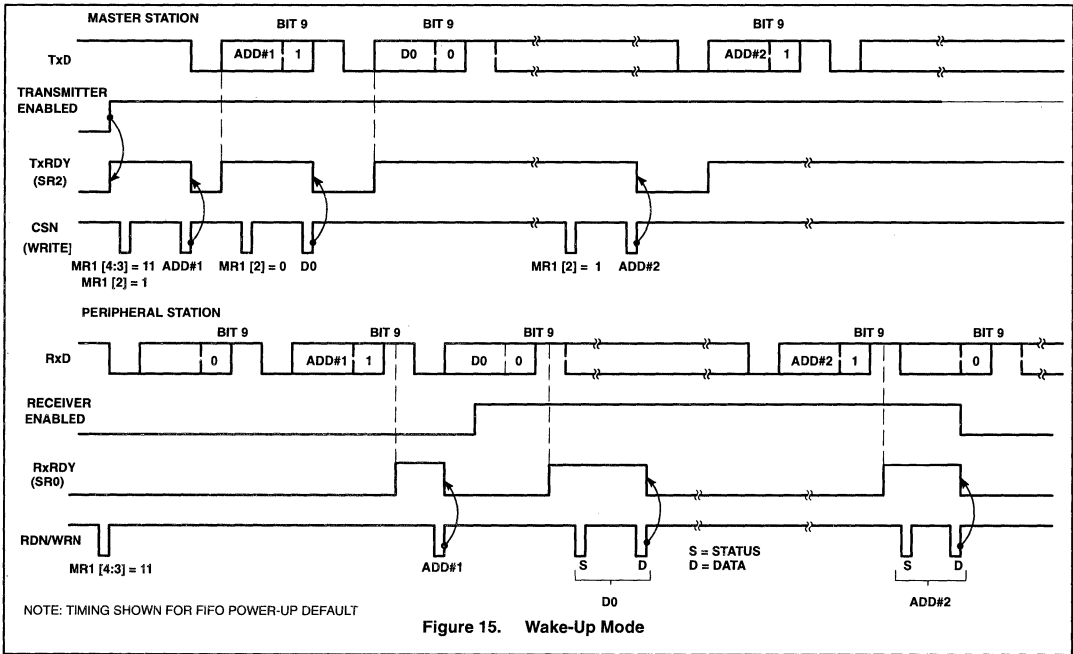 MASTER STATION
BIT 9 BIT 9 BIT 9
TxD
ADD#1 1 D0 0 ADD#2 1
TRANSMITTER
ENABLED
TxRDY
(SR2)
CSN
(WRITE]
MR1 [4:3] = 11 ADD#1 MR1 [2] = 0 D0 MR1 [2] = 1 ADD#2
MR1 [2] = 1
PERIPHERAL STATION
BIT 9 BIT 9 BIT 9 BIT 9
RxD
0 ADD#1 1 D0 0 ADD#2 1 0
RECEIVER
ENABLED
RxRDY
(SR0)
RDN/WRN
MR1 [4:3] = 11 ADD#1 S D S = STATUS S D
D = DATA
D0 ADD#2
NOTE: TIMING SHOWN FOR FIFO POWER-UP DEFAULT
Figure 15. Wake-Up Mode